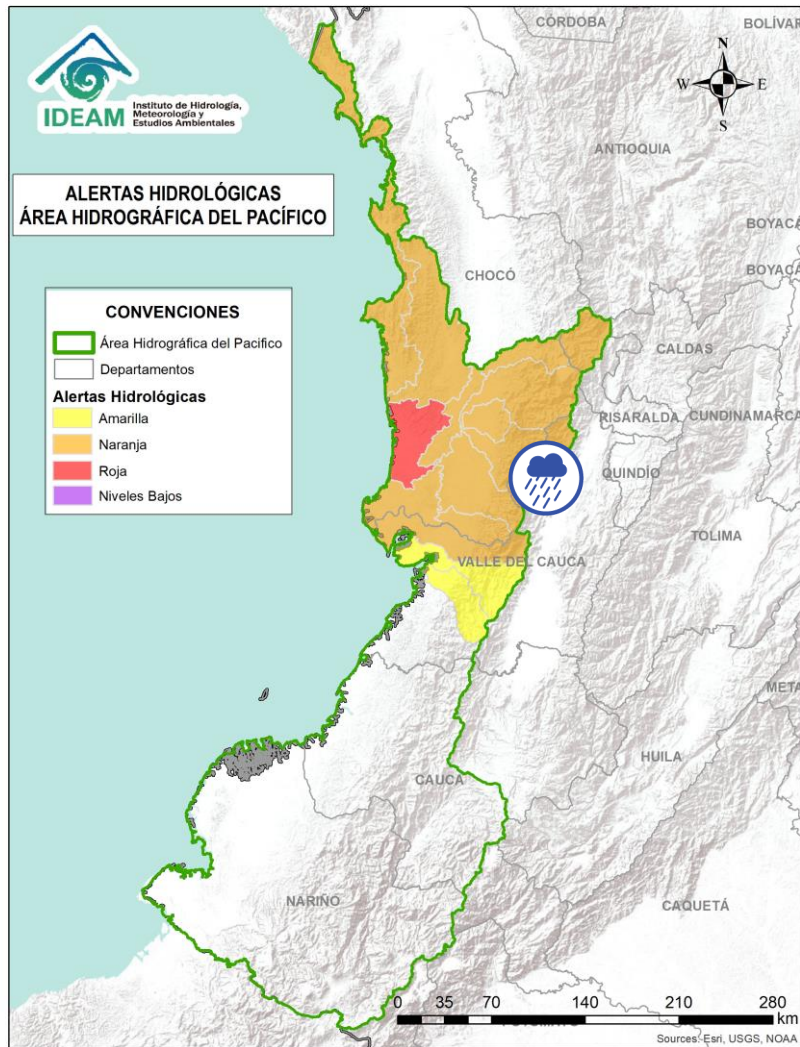 IDEAM
Instituto de Hidrología,
Meteorología y
Estudios Ambientales
ALERTAS HIDROLÓGICAS
ÁREA HIDROGRÁFICA DEL PACÍFICO
CONVENCIONES
Área Hidrográfica del Pacifico
Departamentos
Alertas Hidrológicas
Amarilla
Naranja
Roja
Niveles Bajos
N
W
E
S
CÓRDOBA
BOLÍVAR
ANTIOQUIA
BOYACÁ
BOYACÁ
CHOCÓ
CALDAS
RISARALDA
CUNDINAMARCA
QUINDÍO
TOLIMA
VALLE DEL CAUCA
META
HUILA
CAUCA
NARIÑO
CAQUETÁ
0 35 70 140 210 280
km
Sources: Esri, USGS, NOAA